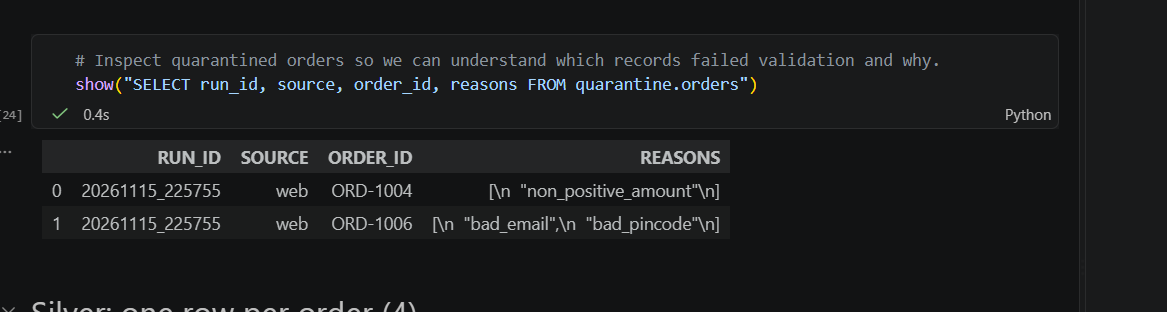 # Inspect quarantined orders so we can understand which records failed validation and why.
show("SELECT run_id, source, order_id, reasons FROM quarantine.orders")
[24] 0.4s Python
...
RUN_ID SOURCE ORDER_ID REASONS
0 20261115_225755 web ORD-1004 [\n "non_positive_amount"\n]
1 20261115_225755 web ORD-1006 [\n "bad_email",\n "bad_pincode"\n]
Silver: one row per order (4)